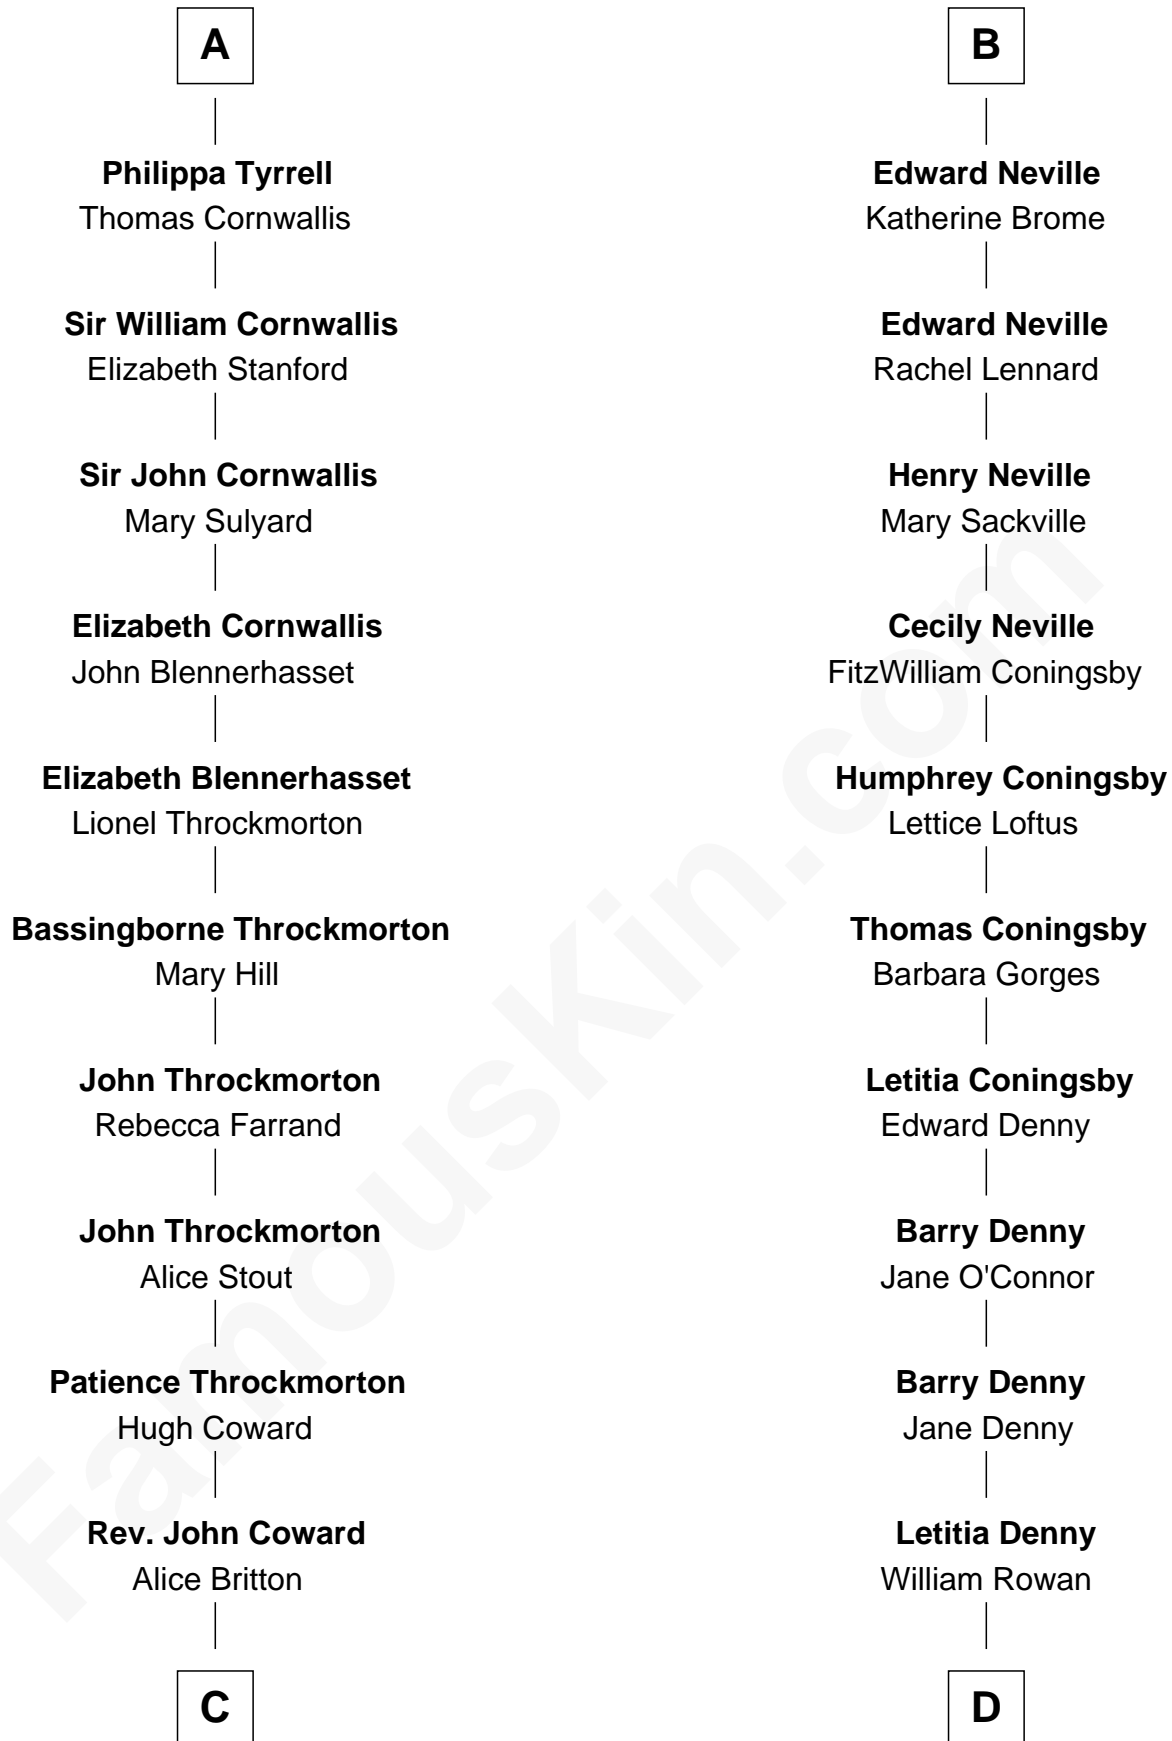 A
Philippa Tyrrell
Thomas Cornwallis
Sir William Cornwallis
Elizabeth Stanford
Sir John Cornwallis
Mary Sulyard
Elizabeth Cornwallis
John Blennerhasset
Elizabeth Blennerhasset
Lionel Throckmorton
Bassingborne Throckmorton
Mary Hill
John Throckmorton
Rebecca Farrand
John Throckmorton
Alice Stout
Patience Throckmorton
Hugh Coward
Rev. John Coward
Alice Britton
C
B
Edward Neville
Katherine Brome
Edward Neville
Rachel Lennard
Henry Neville
Mary Sackville
Cecily Neville
FitzWilliam Coningsby
Humphrey Coningsby
Lettice Loftus
Thomas Coningsby
Barbara Gorges
Letitia Coningsby
Edward Denny
Barry Denny
Jane O'Connor
Barry Denny
Jane Denny
Letitia Denny
William Rowan
D
FamousKin.com